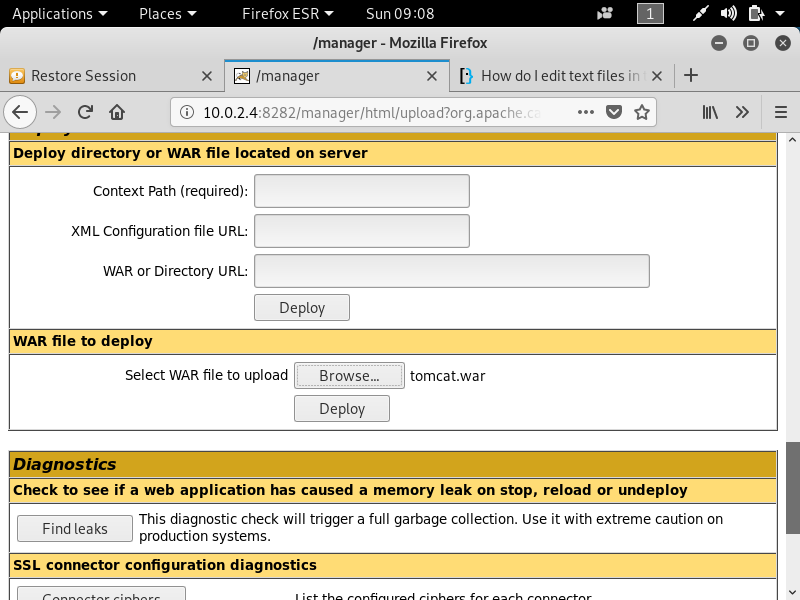 Applications Places Firefox ESR Sun 09:08 1
/manager - Mozilla Firefox
Restore Session /manager How do I edit text files in
10.0.2.4:8282/manager/html/upload?org.apache.ca
Deploy directory or WAR file located on server
Context Path (required):
XML Configuration file URL:
WAR or Directory URL:
Deploy
WAR file to deploy
Select WAR file to upload Browse... tomcat.war
Deploy
Diagnostics
Check to see if a web application has caused a memory leak on stop, reload or undeploy
Find leaks This diagnostic check will trigger a full garbage collection. Use it with extreme caution on
production systems.
SSL connector configuration diagnostics
Connector ciphers List the configured ciphers for each connector.